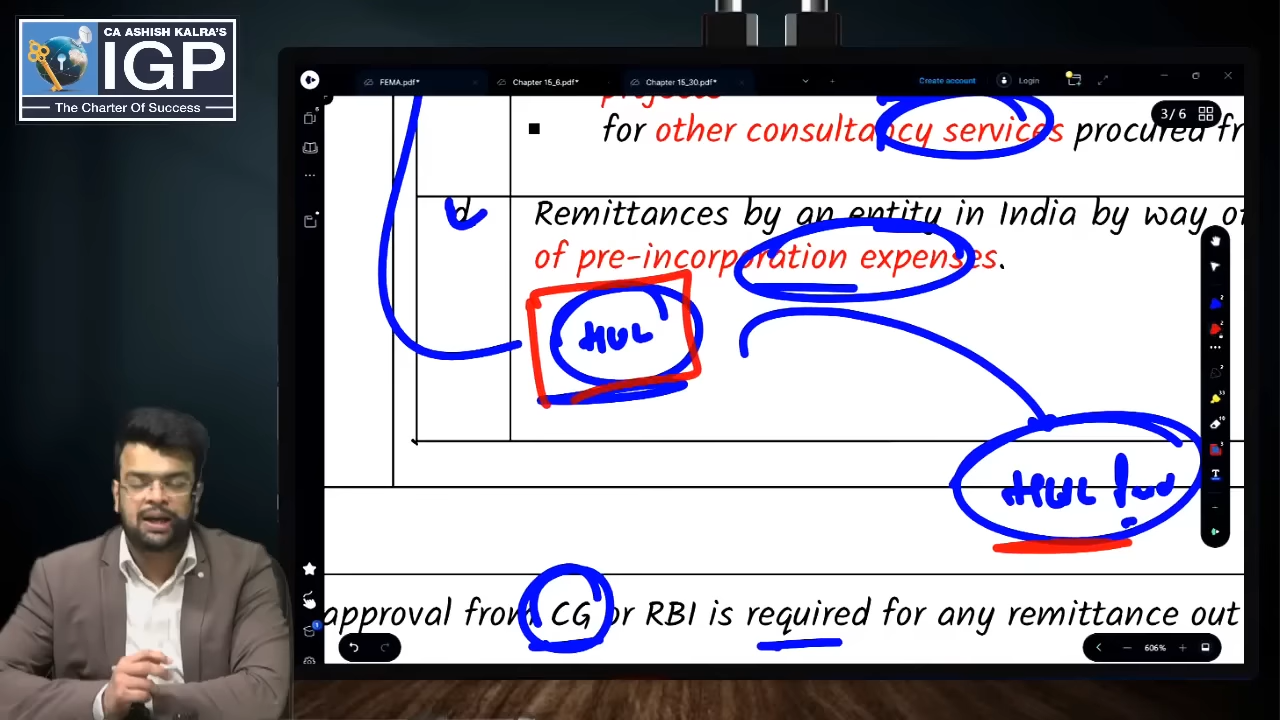 CA ASHISH KALRA'S
IGP
The Charter Of Success
FEMA.pdf*
Chapter 15_6.pdf*
Chapter 15_30.pdf*
Create account
Login
projects
3/6
for other consultancy services procured fr
d
Remittances by an entity in India by way of
of pre-incorporation expenses.
HUL
HUL
approval from CG or RBI is required for any remittance out
606%